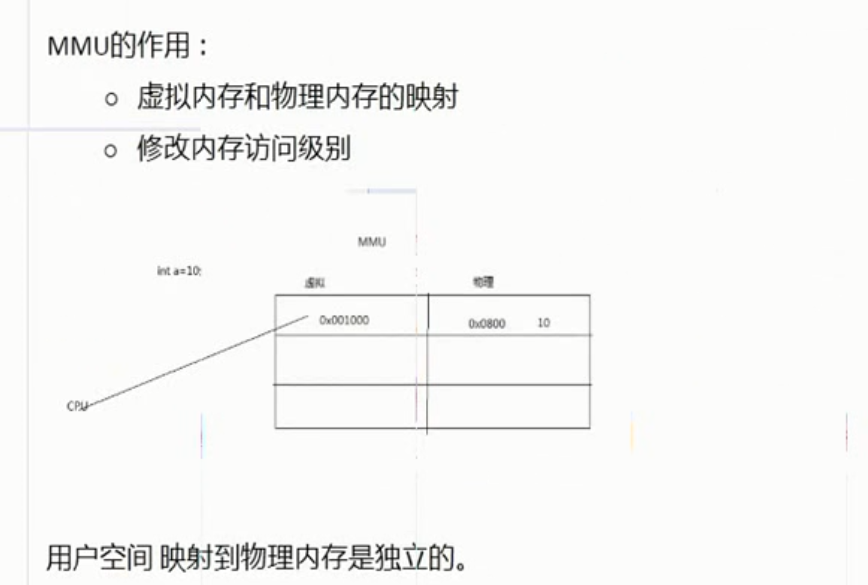 MMU的作用：
○ 虚拟内存和物理内存的映射
○ 修改内存访问级别
MMU
int a=10;
虚拟 物理
0x001000 0x0800 10
CPU
用户空间 映射到物理内存是独立的。